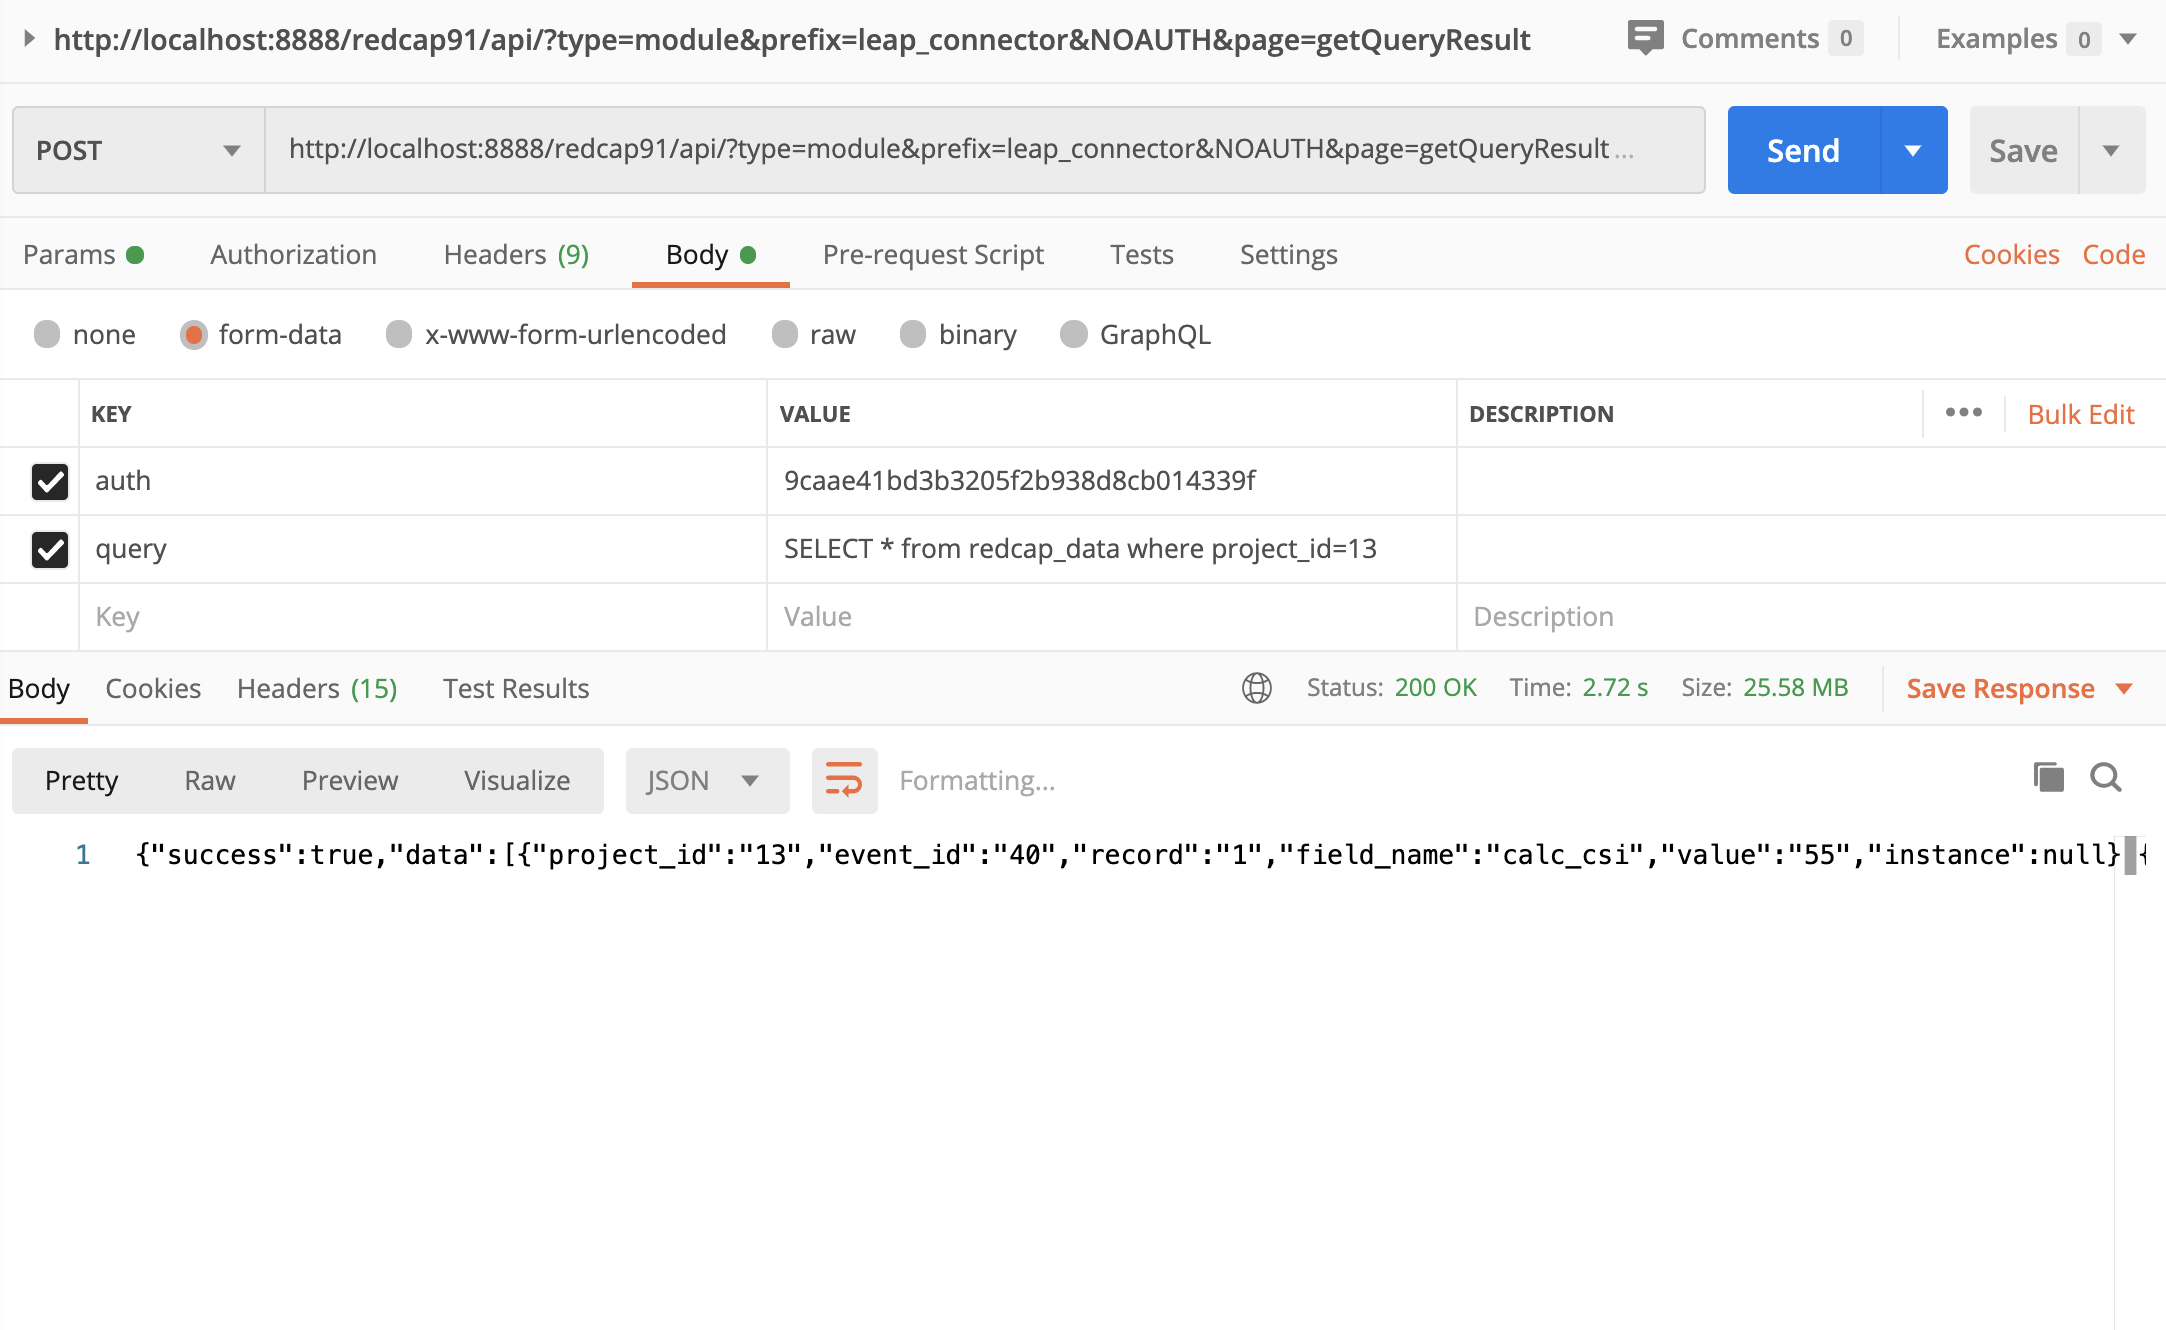 http://localhost:8888/redcap91/api/?type=module&prefix=leap_connector&NOAUTH&page=getQueryResult Comments 0 Examples 0
POST http://localhost:8888/redcap91/api/?type=module&prefix=leap_connector&NOAUTH&page=getQueryResult ... Send Save
Params Authorization Headers (9) Body Pre-request Script Tests Settings Cookies Code
none form-data x-www-form-urlencoded raw binary GraphQL
KEY VALUE DESCRIPTION ••• Bulk Edit
auth 9caae41bd3b3205f2b938d8cb014339f
query SELECT * from redcap_data where project_id=13
Key Value Description
Body Cookies Headers (15) Test Results Status: 200 OK Time: 2.72 s Size: 25.58 MB Save Response
Pretty Raw Preview Visualize JSON Formatting...
1 {"success":true,"data":[{"project_id":"13","event_id":"40","record":"1","field_name":"calc_csi","value":"55","instance":null} {